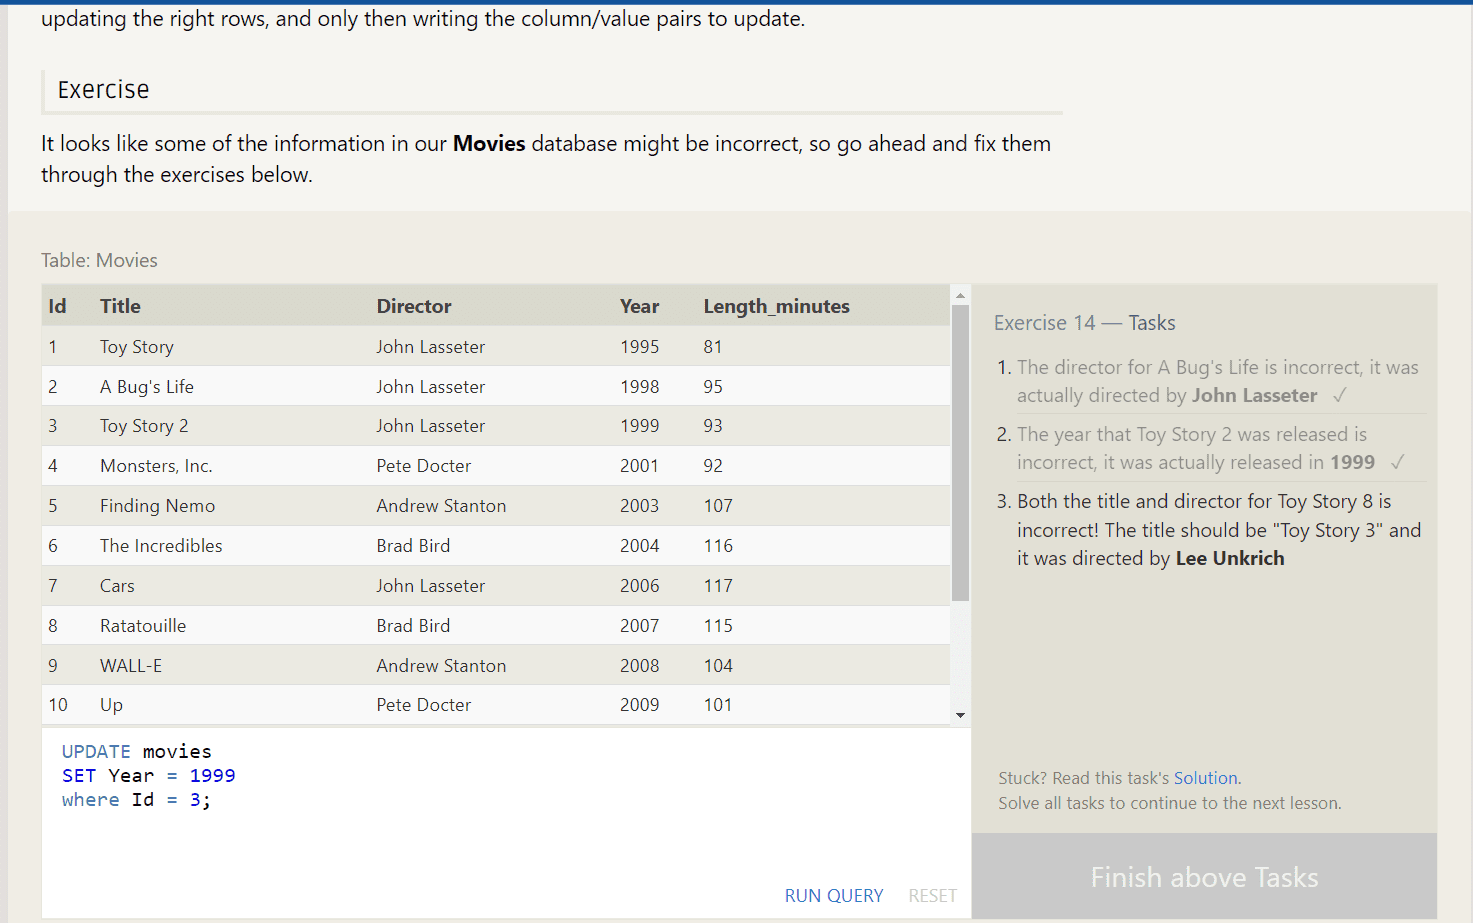 updating the right rows, and only then writing the column/value pairs to update.
Exercise
It looks like some of the information in our Movies database might be incorrect, so go ahead and fix them
through the exercises below.
Table: Movies
Id Title Director Year Length_minutes
1 Toy Story John Lasseter 1995 81
2 A Bug's Life John Lasseter 1998 95
3 Toy Story 2 John Lasseter 1999 93
4 Monsters, Inc. Pete Docter 2001 92
5 Finding Nemo Andrew Stanton 2003 107
6 The Incredibles Brad Bird 2004 116
7 Cars John Lasseter 2006 117
8 Ratatouille Brad Bird 2007 115
9 WALL-E Andrew Stanton 2008 104
10 Up Pete Docter 2009 101
UPDATE movies
SET Year = 1999
where Id = 3;
RUN QUERY RESET
Exercise 14 — Tasks
1. The director for A Bug's Life is incorrect, it was
actually directed by John Lasseter ✓
2. The year that Toy Story 2 was released is
incorrect, it was actually released in 1999 ✓
3. Both the title and director for Toy Story 8 is
incorrect! The title should be "Toy Story 3" and
it was directed by Lee Unkrich
Stuck? Read this task's Solution.
Solve all tasks to continue to the next lesson.
Finish above Tasks